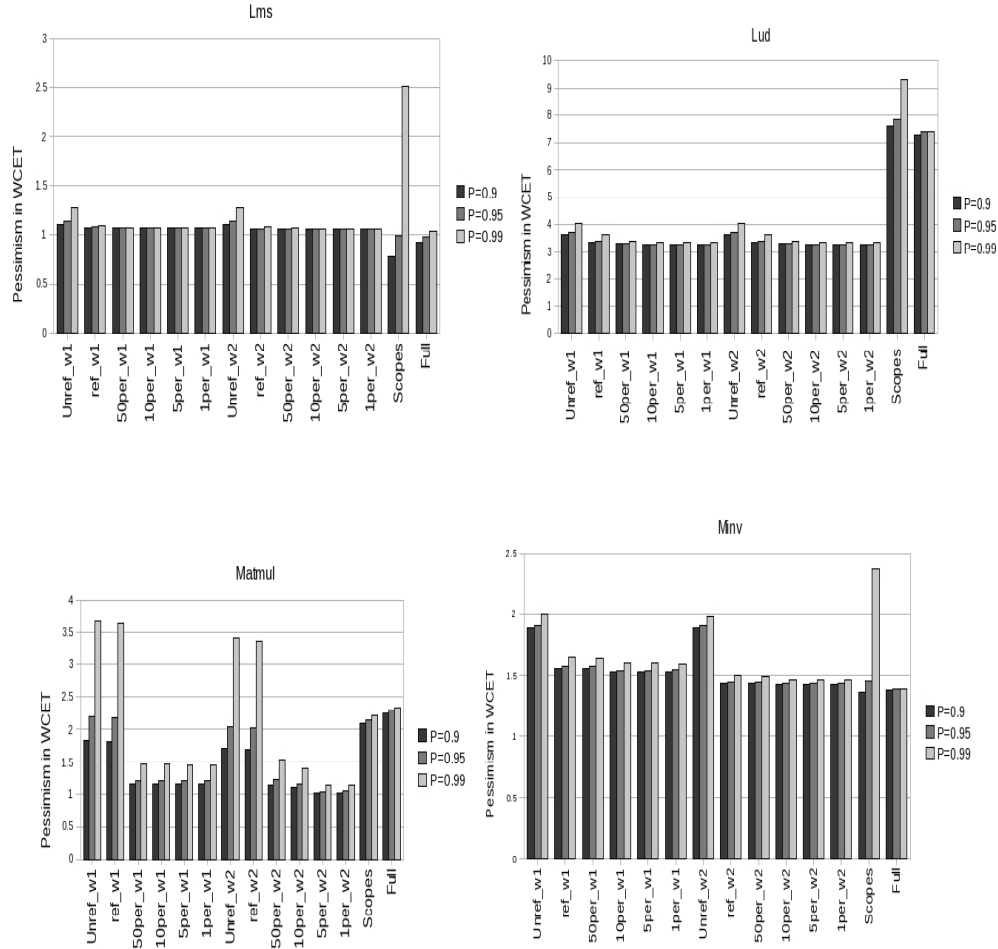 Lms
3
2.5
2
1.5
1
0.5
0
Pessimism in WCET
Unref_w1
ref_w1
50per_w1
10per_w1
5per_w1
1per_w1
Unref_w2
ref_w2
50per_w2
10per_w2
5per_w2
1per_w2
Scopes
Full
P=0.9
P=0.95
P=0.99
Lud
10
9
8
7
6
5
4
3
2
1
0
Pessimism in WCET
Unref_w1
ref_w1
50per_w1
10per_w1
5per_w1
1per_w1
Unref_w2
ref_w2
50per_w2
10per_w2
5per_w2
1per_w2
Scopes
Full
P=0.9
P=0.95
P=0.99
Matmul
4
3.5
3
2.5
2
1.5
1
0.5
0
Pessimism in WCET
Unref_w1
ref_w1
50per_w1
10per_w1
5per_w1
1per_w1
Unref_w2
ref_w2
50per_w2
10per_w2
5per_w2
1per_w2
Scopes
Full
P=0.9
P=0.95
P=0.99
Minv
2.5
2
1.5
1
0.5
0
Pessimism in WCET
Unref_w1
ref_w1
50per_w1
10per_w1
5per_w1
1per_w1
Unref_w2
ref_w2
50per_w2
10per_w2
5per_w2
1per_w2
Scopes
Full
P=0.9
P=0.95
P=0.99